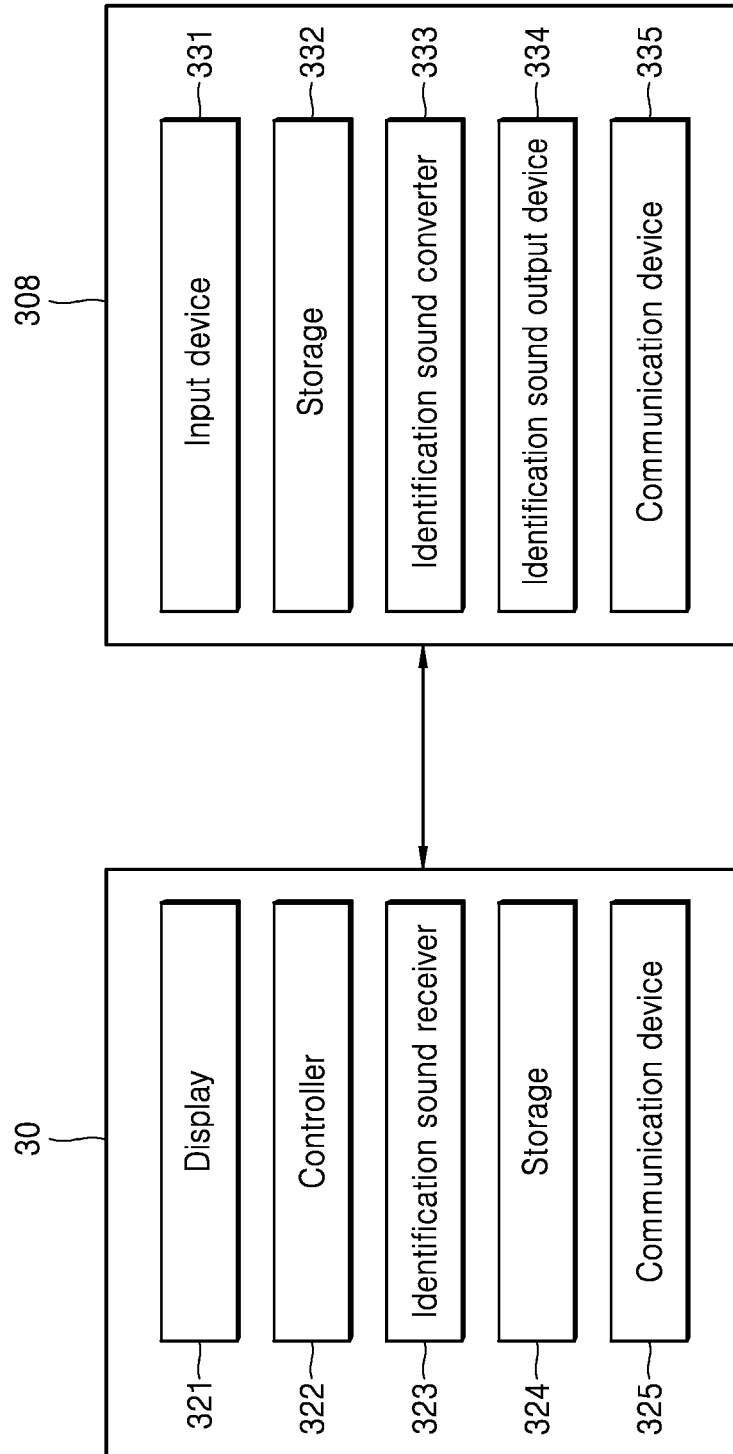 30
321
Display
322
Controller
323
Identification sound receiver
324
Storage
325
Communication device
308
Input device
331
Storage
332
Identification sound converter
333
Identification sound output device
334
Communication device
335